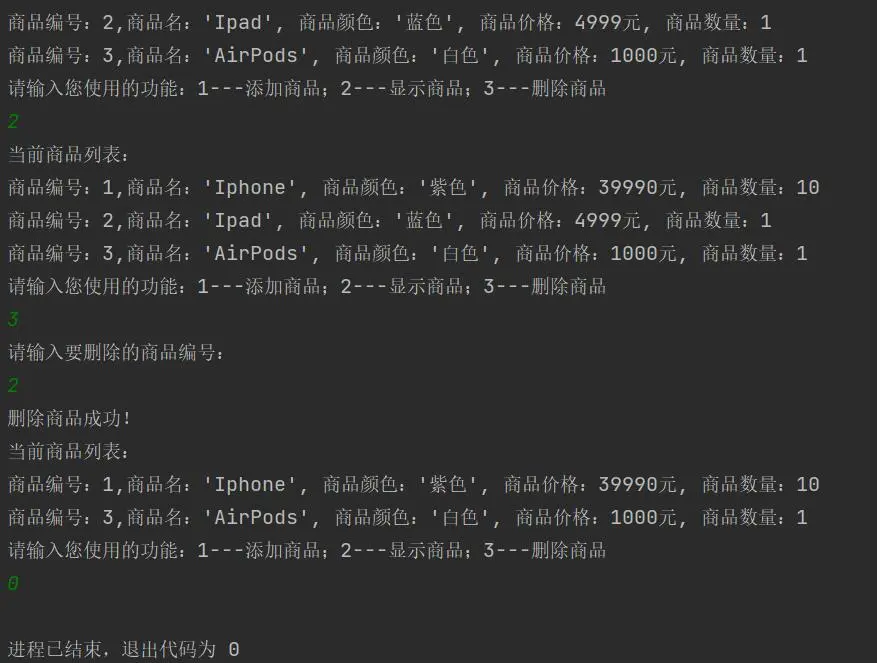 商品编号：2,商品名：'Ipad', 商品颜色：'蓝色', 商品价格：4999元, 商品数量：1
商品编号：3,商品名：'AirPods', 商品颜色：'白色', 商品价格：1000元, 商品数量：1
请输入您使用的功能：1---添加商品；2---显示商品；3---删除商品
2
当前商品列表：
商品编号：1,商品名：'Iphone', 商品颜色：'紫色', 商品价格：39990元, 商品数量：10
商品编号：2,商品名：'Ipad', 商品颜色：'蓝色', 商品价格：4999元, 商品数量：1
商品编号：3,商品名：'AirPods', 商品颜色：'白色', 商品价格：1000元, 商品数量：1
请输入您使用的功能：1---添加商品；2---显示商品；3---删除商品
3
请输入要删除的商品编号：
2
删除商品成功！
当前商品列表：
商品编号：1,商品名：'Iphone', 商品颜色：'紫色', 商品价格：39990元, 商品数量：10
商品编号：3,商品名：'AirPods', 商品颜色：'白色', 商品价格：1000元, 商品数量：1
请输入您使用的功能：1---添加商品；2---显示商品；3---删除商品
0
进程已结束，退出代码为 0